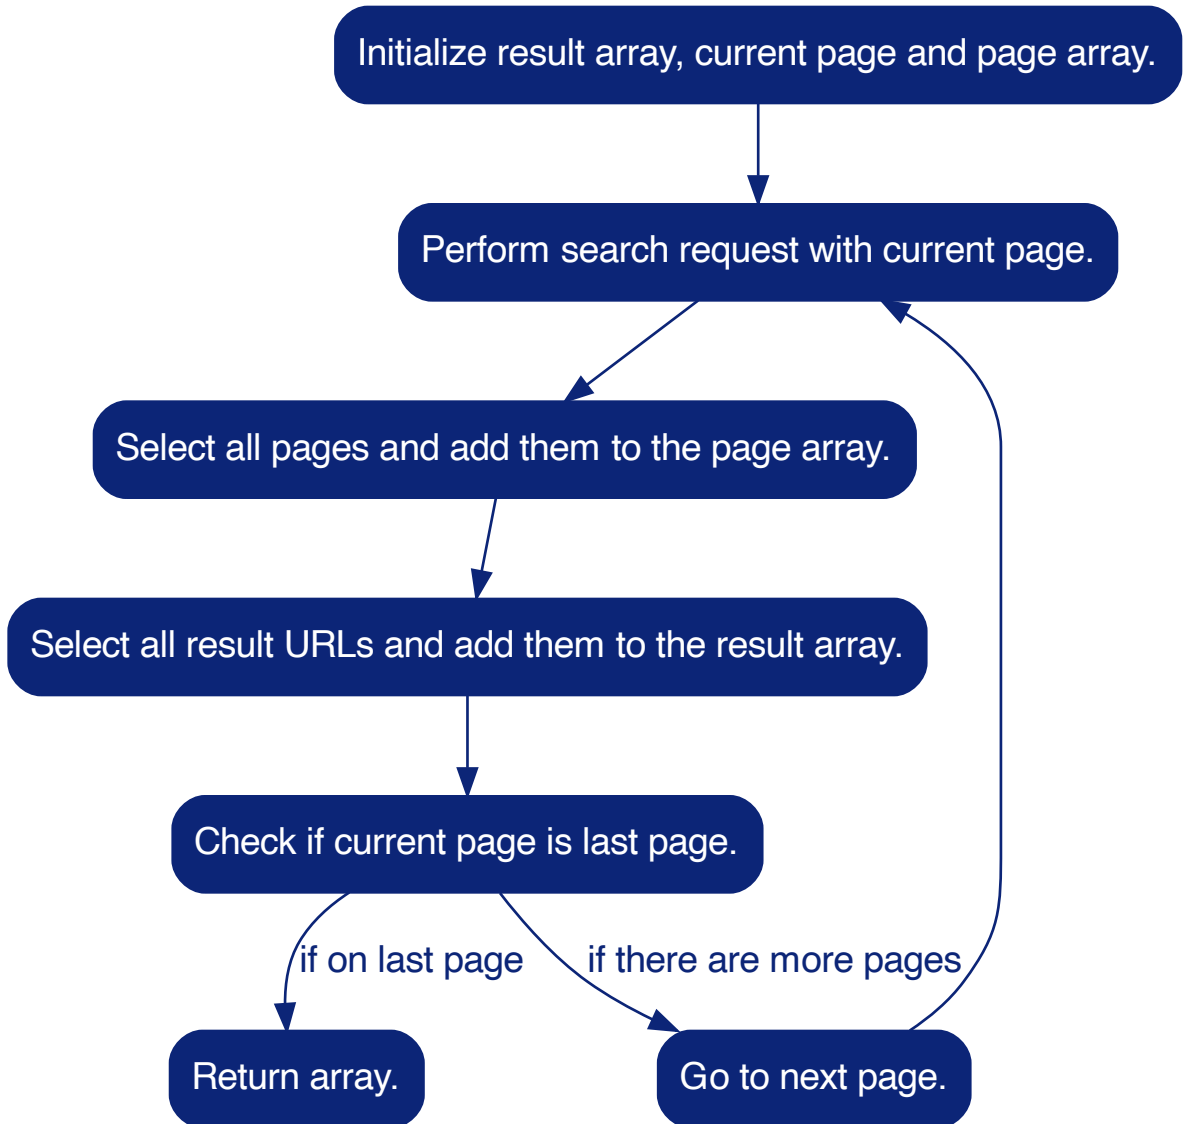 Initialize result array, current page and page array.
Perform search request with current page.
Select all pages and add them to the page array.
Select all result URLs and add them to the result array.
Check if current page is last page.
if on last page
if there are more pages
Return array.
Go to next page.